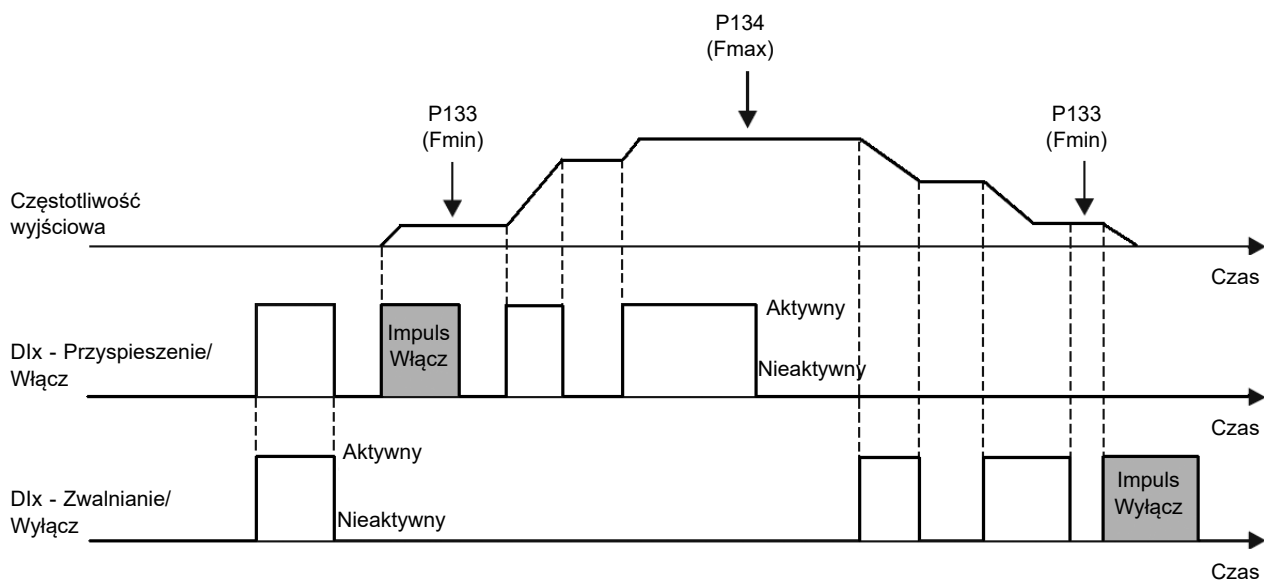 P134
(Fmax)
P133
(Fmin)
P133
(Fmin)
Częstotliwość
wyjściowa
Czas
Impuls
Włącz
Aktywny
Nieaktywny
DIx - Przyspieszenie/
Włącz
Czas
Aktywny
Nieaktywny
DIx - Zwalnianie/
Wyłącz
Impuls
Wyłącz
Czas